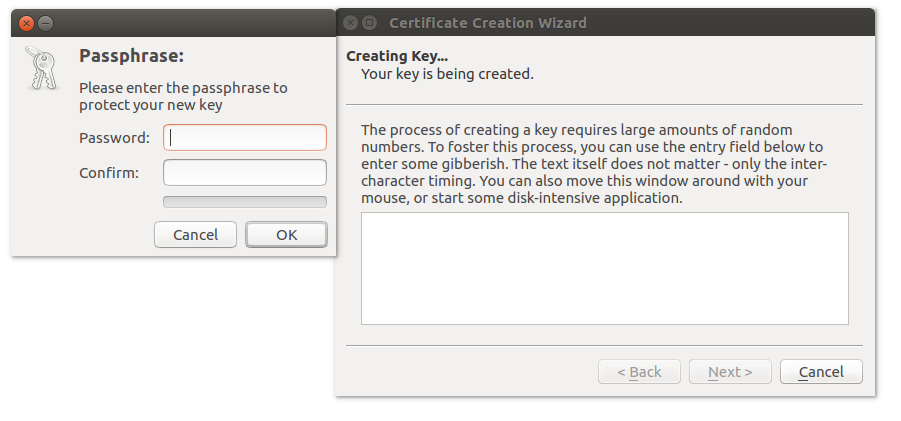 Passphrase:
Please enter the passphrase to
protect your new key
Password:
Confirm:
Cancel
OK
Certificate Creation Wizard
Creating Key...
Your key is being created.
The process of creating a key requires large amounts of random
numbers. To foster this process, you can use the entry field below to
enter some gibberish. The text itself does not matter - only the inter-
character timing. You can also move this window around with your
mouse, or start some disk-intensive application.
< Back
Next >
Cancel